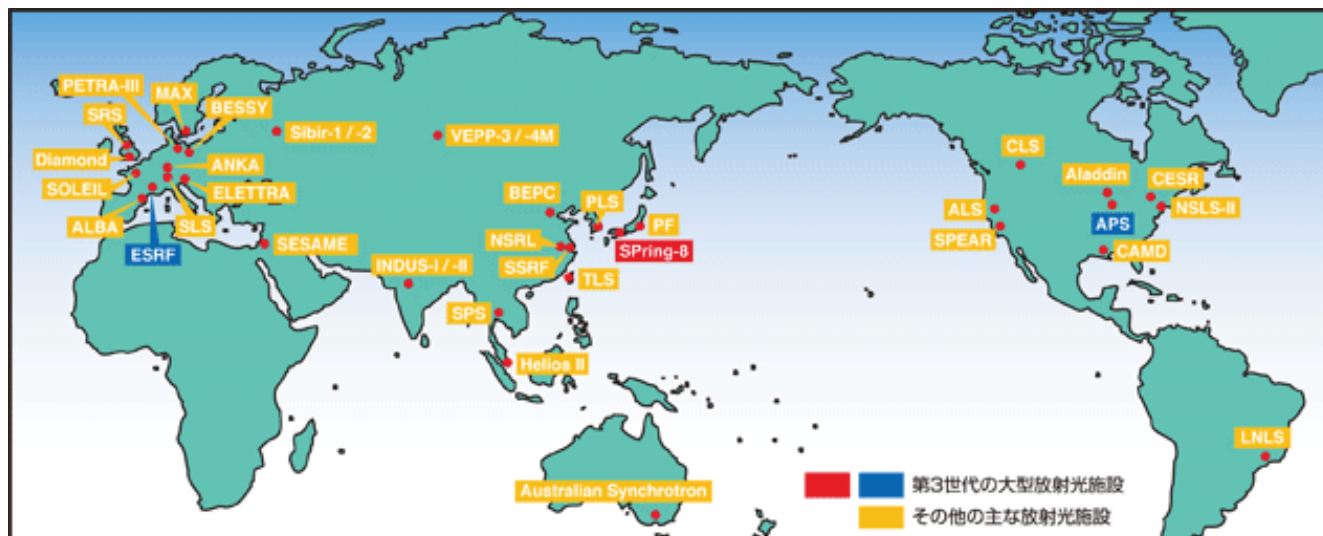 PETRA-III
MAX
BESSY
SRS
Sibir-1 / -2
VEPP-3 / -4M
Diamond
ANKA
SOLEIL
ELETTRA
ALBA
SLS
ESRF
SESAME
INDUS-I / -II
BEPC
PLS
PF
NSRL
SPring-8
SSRF
TLS
SPS
Helios II
Australian Synchrotron
CLS
Aladdin
CESR
ALS
NSLS-II
APS
SPEAR
CAMD
LNLS
第3世代の大型放射光施設
その他の主な放射光施設